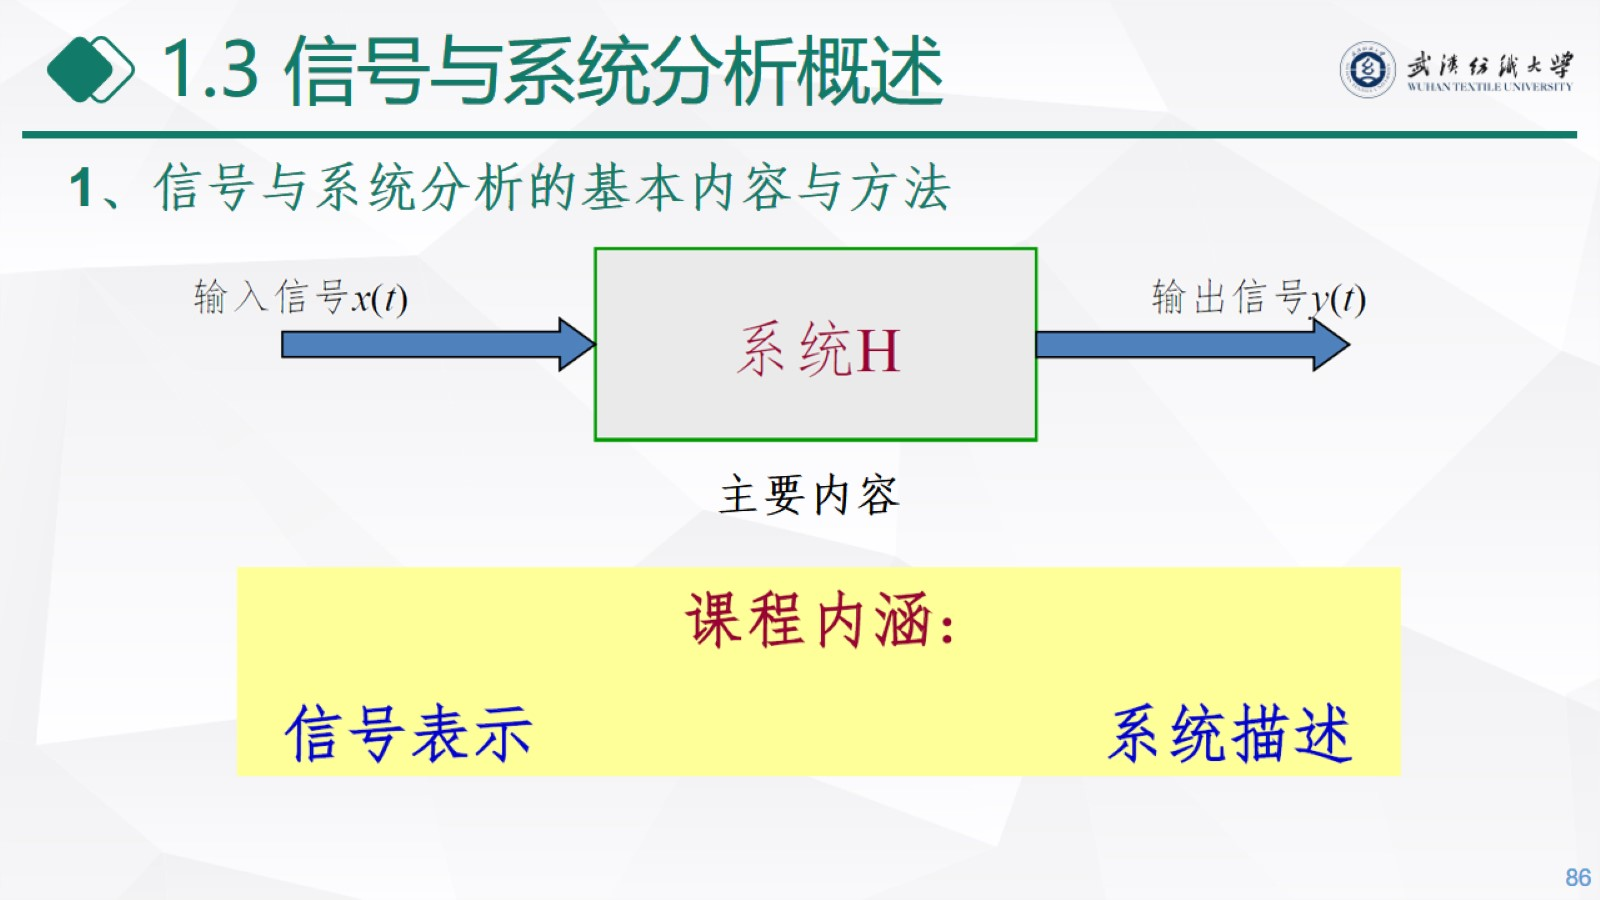 1.3 信号与系统分析概述
武汉纺织大学
WUHAN TEXTILE UNIVERSITY
1、信号与系统分析的基本内容与方法
输入信号x(t)
输出信号y(t)
系统H
主要内容
课程内涵:
信号表示
系统描述
86